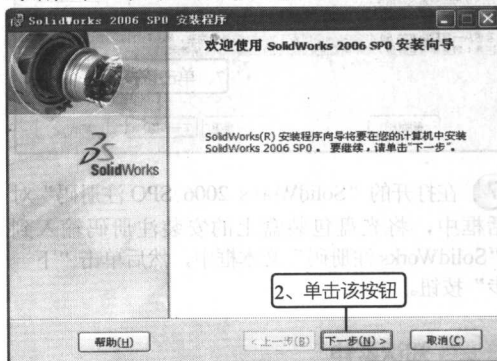 SolidWorks 2006 SP0 安装程序
欢迎使用 SolidWorks 2006 SP0 安装向导
SolidWorks(R) 安装程序向导将要在您的计算机中安装
SolidWorks 2006 SP0 。 要继续，请单击“下一步”。
SolidWorks
2、单击该按钮
帮助(H)
< 上一步(B)
下一步(N) >
取消(C)